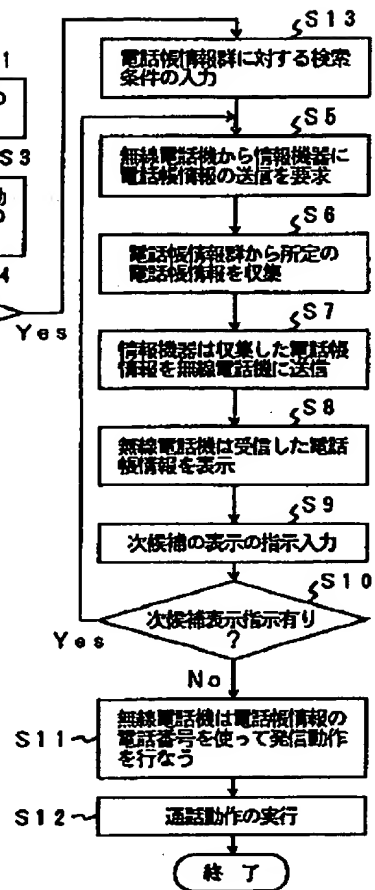 S13
電話帳情報群に対する検索
条件の入力
S5
無線電話機から情報機器に
電話帳情報の送信を要求
S6
電話帳情報群から所定の
電話帳情報を収集
S7
情報機器は収集した電話帳
情報を無線電話機に送信
S8
無線電話機は受信した電話
帳情報を表示
S9
次候補の表示の指示入力
S10
次候補表示指示有り
?
Yes
No
S11
無線電話機は電話帳情報の
電話番号を使って発信動作
を行なう
S12
通話動作の実行
終了
1
S3
動
4
Yes